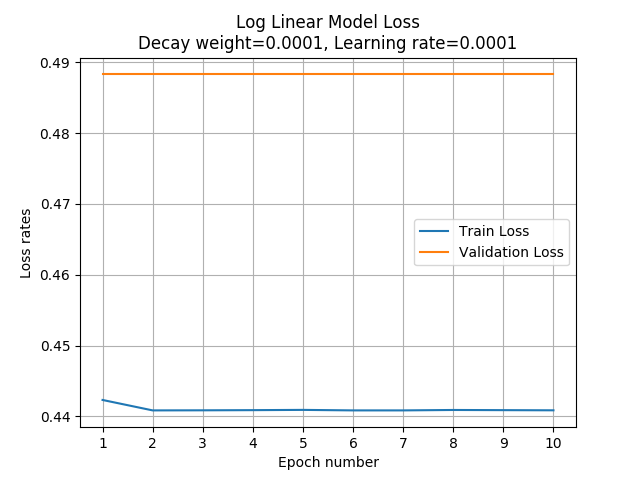 Log Linear Model Loss
Decay weight=0.0001, Learning rate=0.0001
0.49
0.48
0.47
0.46
0.45
0.44
Loss rates
Train Loss
Validation Loss
1 2 3 4 5 6 7 8 9 10
Epoch number